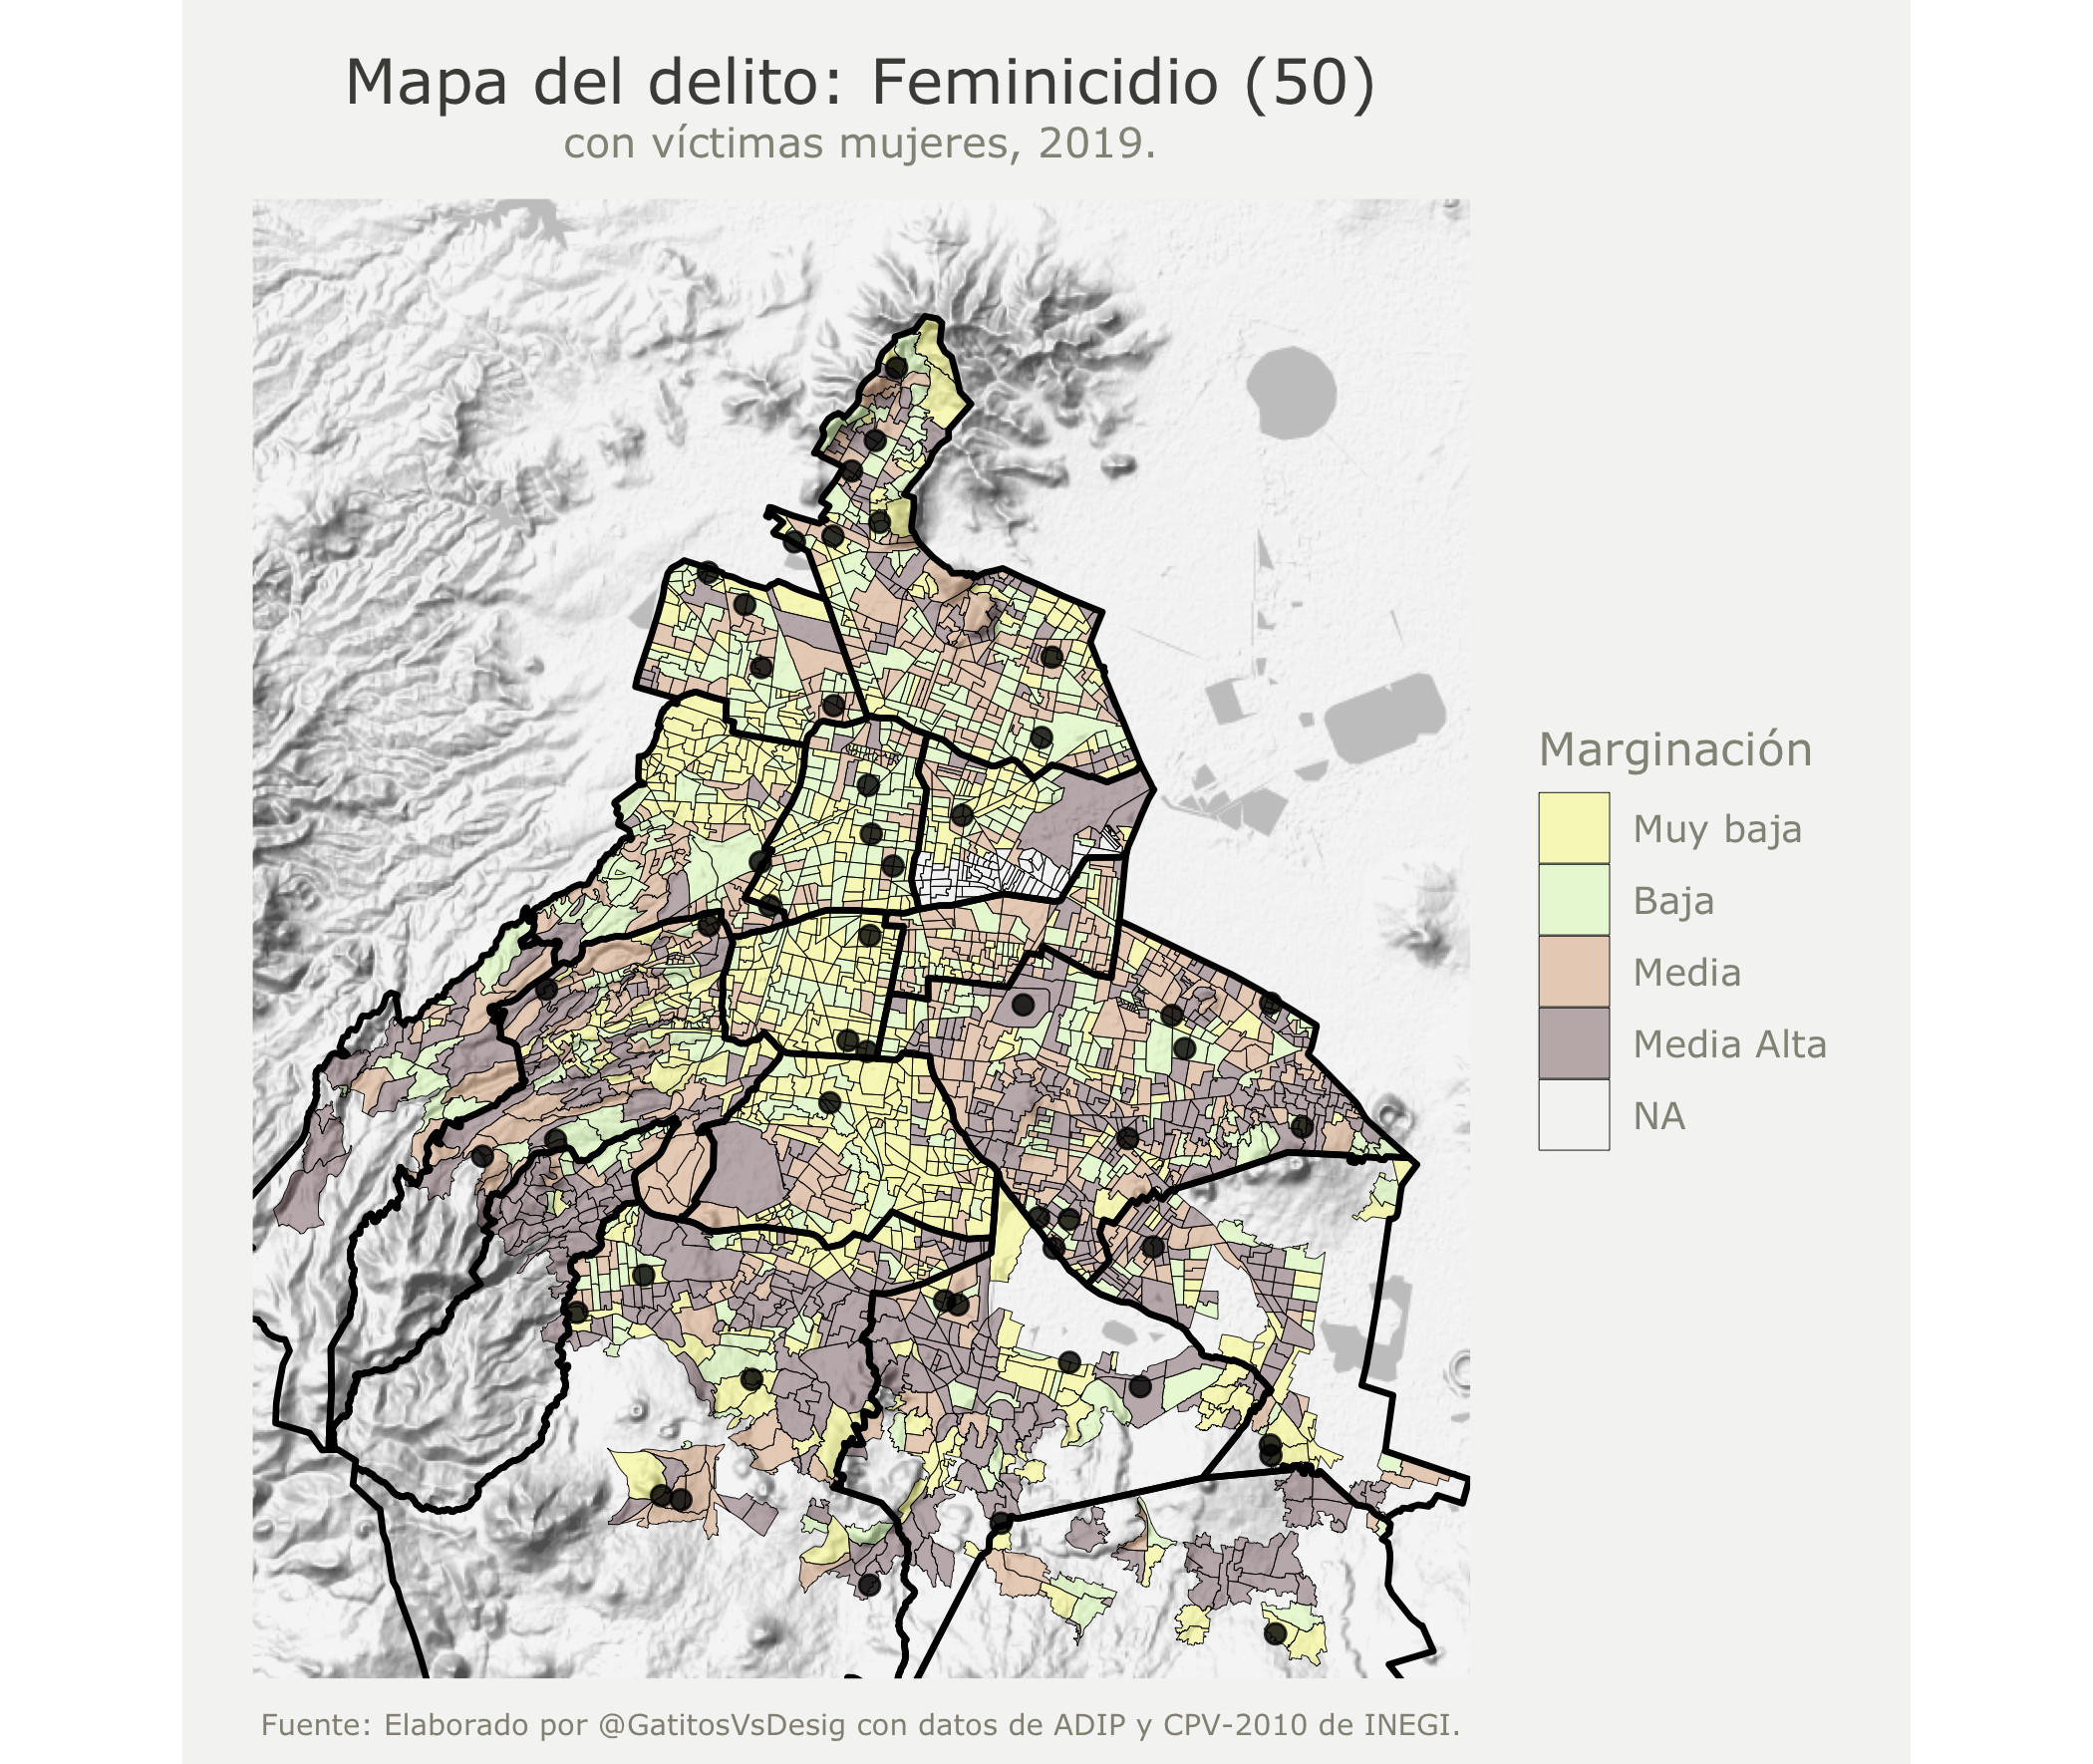 Mapa del delito: Feminicidio (50)
con víctimas mujeres, 2019.
Marginación
Muy baja
Baja
Media
Media Alta
NA
Fuente: Elaborado por @GatitosVsDesig con datos de ADIP y CPV-2010 de INEGI.